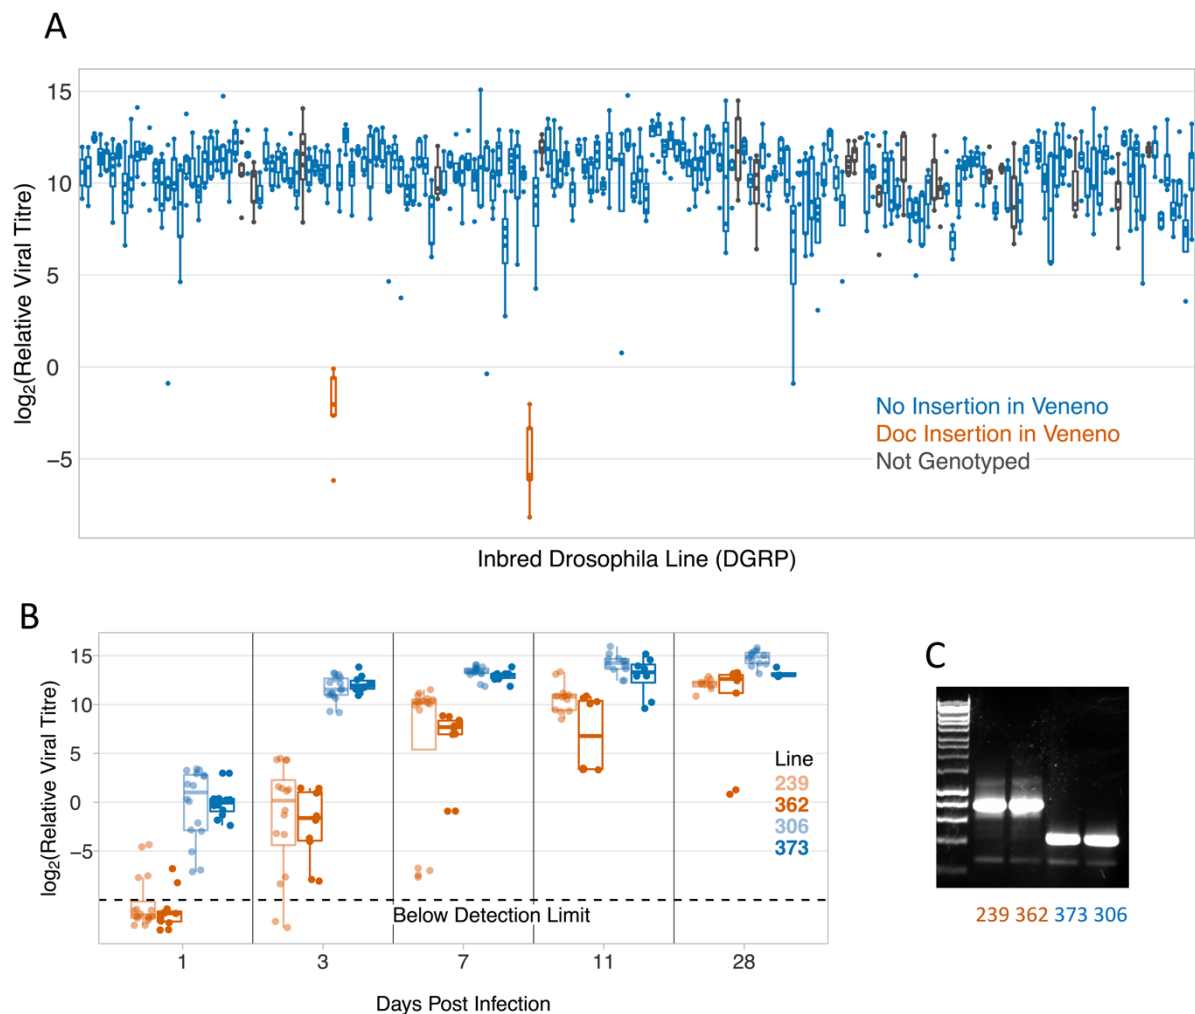 A
15
10
5
0
−5
log2(Relative Viral Titre)
No Insertion in Veneno
Doc Insertion in Veneno
Not Genotyped
Inbred Drosophila Line (DGRP)
B
15
10
5
0
−5
log2(Relative Viral Titre)
Line
239
362
306
373
Below Detection Limit
1 3 7 11 28
Days Post Infection
C
239 362 373 306